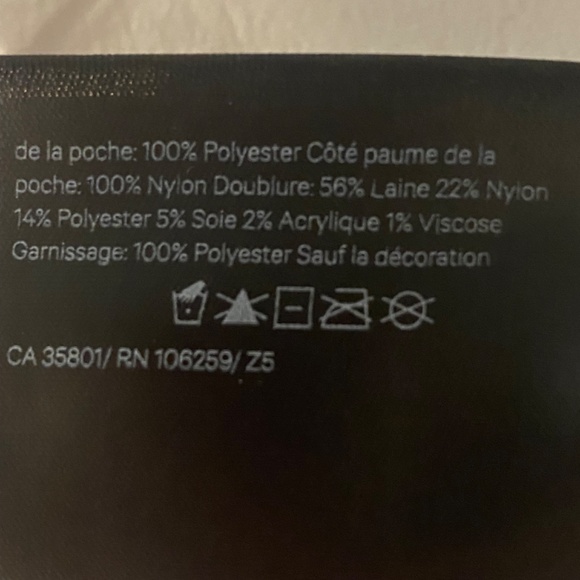 de la poche: 100% Polyester Côté paume de la
poche: 100% Nylon Doublure: 56% Laine 22% Nylon
14% Polyester 5% Soie 2% Acrylique 1% Viscose
Garnissage: 100% Polyester Sauf la décoration
CA 35801/ RN 106259/ Z5